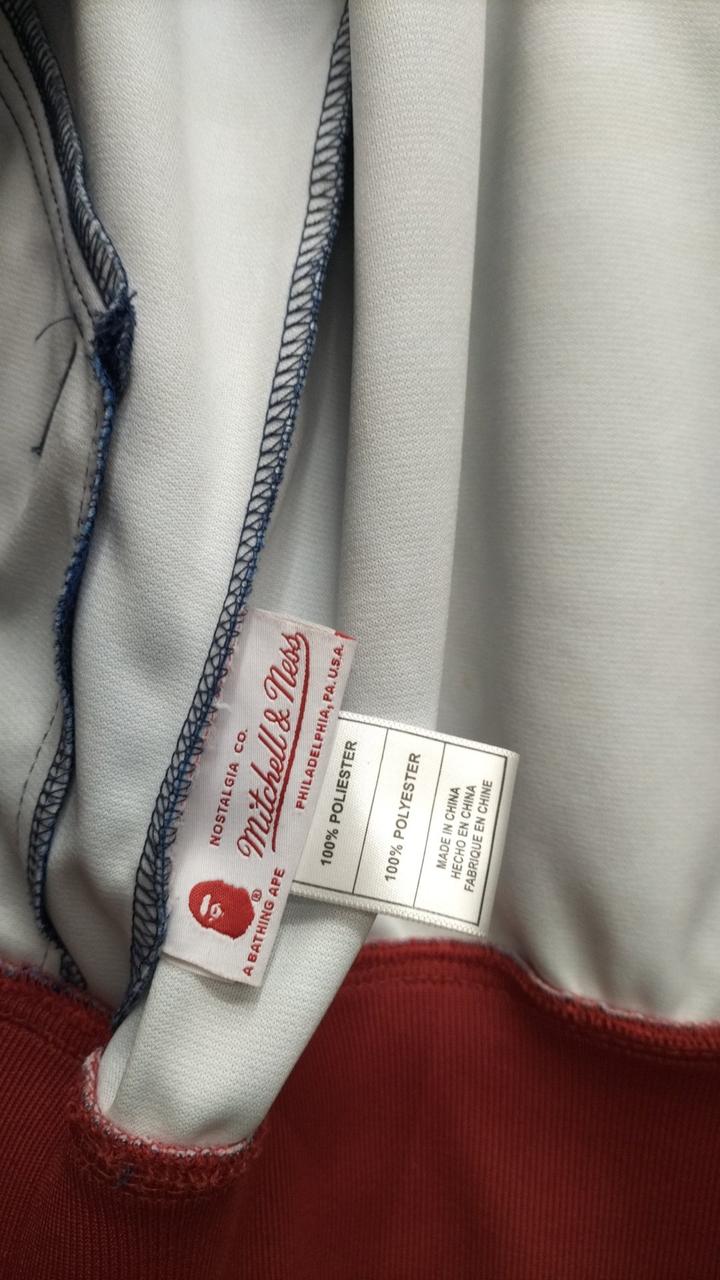 NOSTALGIA CO.
Mitchell & Ness
PHILADELPHIA, PA. U.S.A.
®
A BATHING APE
100% POLIESTER
100% POLYESTER
MADE IN CHINA
HECHO EN CHINA
FABRIQUE EN CHINE